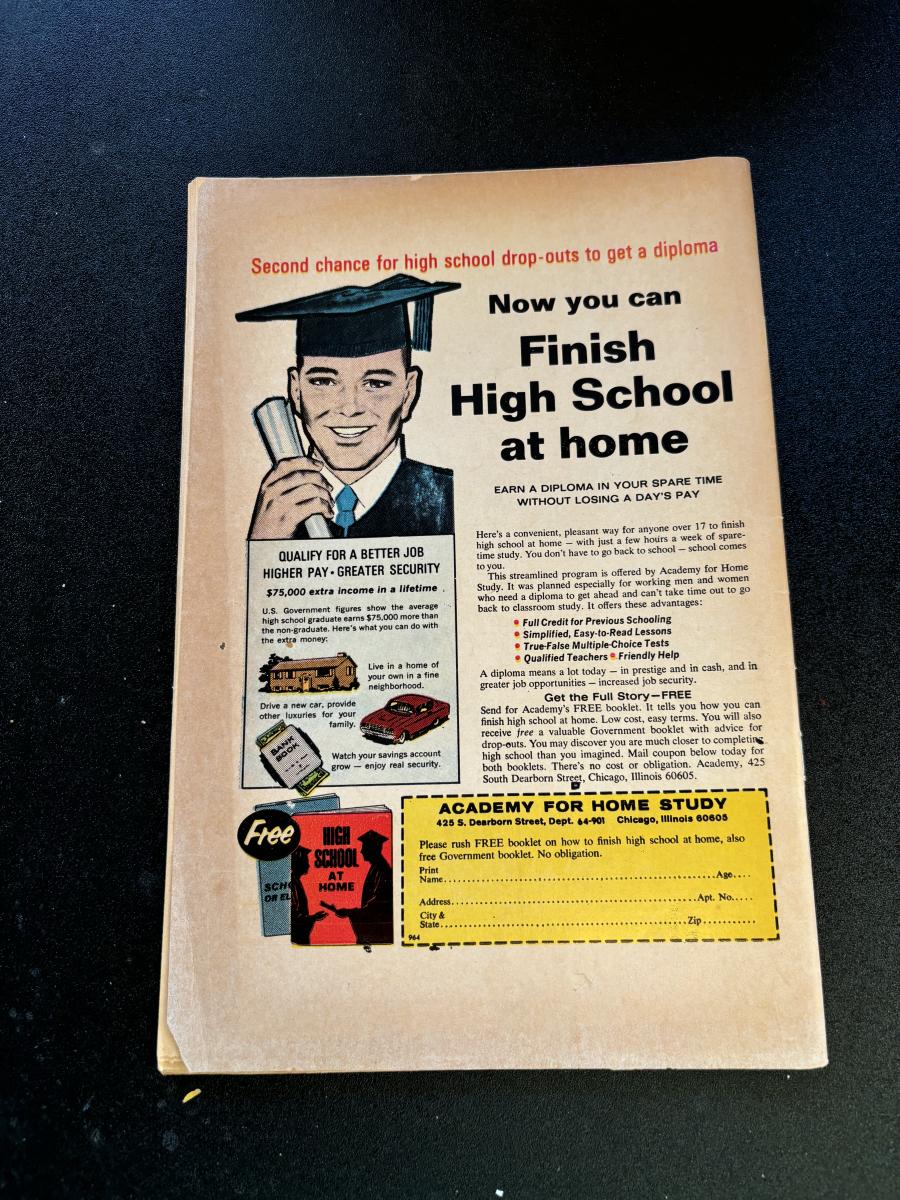 Second chance for high school drop-outs to get a diploma
Now you can
Finish
High School
at home
EARN A DIPLOMA IN YOUR SPARE TIME
WITHOUT LOSING A DAY'S PAY
QUALIFY FOR A BETTER JOB
HIGHER PAY • GREATER SECURITY
$75,000 extra income in a lifetime
U.S. Government figures show the average
high school graduate earns $75,000 more than
the non-graduate. Here's what you can do with
the extra money:
Live in a home of
your own in a fine
neighborhood.
Drive a new car, provide
other luxuries for your
family.
BANK
BOOK
Watch your savings account
grow — enjoy real security.
Here's a convenient, pleasant way for anyone over 17 to finish
high school at home — with just a few hours a week of spare-
time study. You don't have to go back to school — school comes
to you.
This streamlined program is offered by Academy for Home
Study. It was planned especially for working men and women
who need a diploma to get ahead and can't take time out to go
back to classroom study. It offers these advantages:
• Full Credit for Previous Schooling
• Simplified, Easy-to-Read Lessons
• True-False Multiple-Choice Tests
• Qualified Teachers • Friendly Help
A diploma means a lot today — in prestige and in cash, and in
greater job opportunities — increased job security.
Get the Full Story—FREE
Send for Academy's FREE booklet. It tells you how you can
finish high school at home. Low cost, easy terms. You will also
receive free a valuable Government booklet with advice for
drop-outs. You may discover you are much closer to completing
high school than you imagined. Mail coupon below today for
both booklets. There's no cost or obligation. Academy, 425
South Dearborn Street, Chicago, Illinois 60605.
Free
SCHO
OR EL
HIGH
SCHOOL
AT
HOME
ACADEMY FOR HOME STUDY
425 S. Dearborn Street, Dept. 64-901 Chicago, Illinois 60605
Please rush FREE booklet on how to finish high school at home, also
free Government booklet. No obligation.
Print
Name..........Age....
Address..........Apt. No.....
City &
State..........Zip..........
964